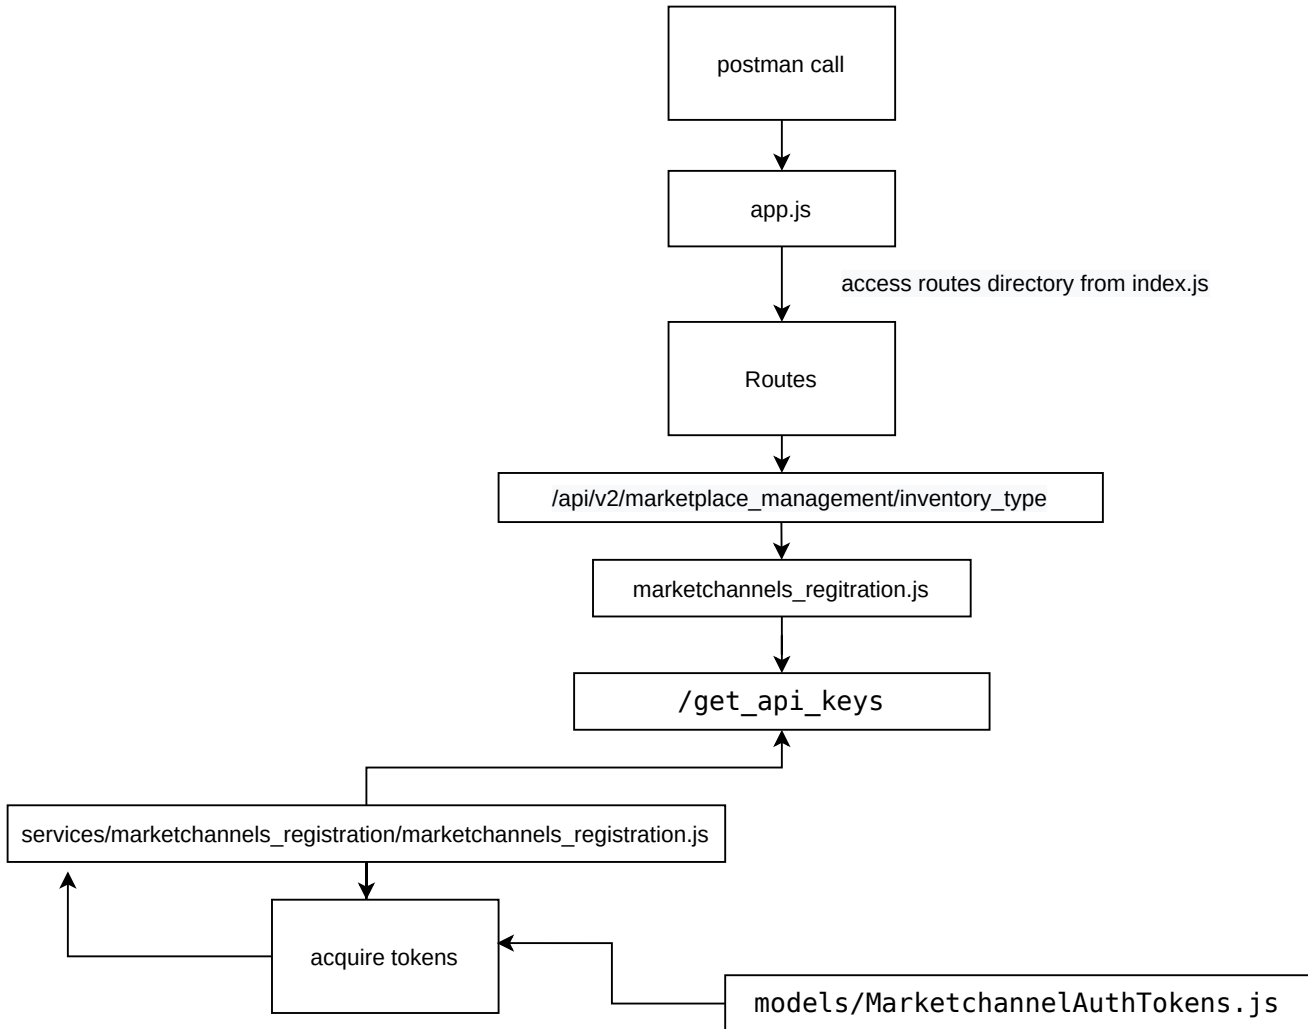 postman call
app.js
access routes directory from index.js
Routes
/api/v2/marketplace_management/inventory_type
marketchannels_regitration.js
/get_api_keys
services/marketchannels_registration/marketchannels_registration.js
acquire tokens
models/MarketchannelAuthTokens.js